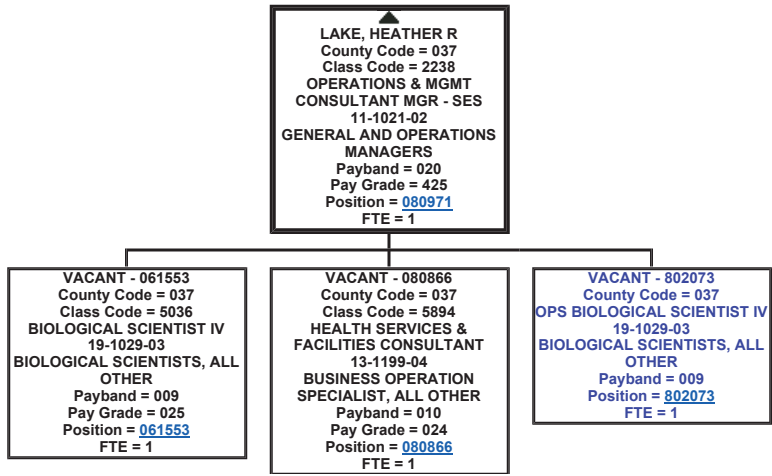 LAKE, HEATHER R
County Code = 037
Class Code = 2238
OPERATIONS & MGMT
CONSULTANT MGR - SES
11-1021-02
GENERAL AND OPERATIONS
MANAGERS
Payband = 020
Pay Grade = 425
Position = 080971
FTE = 1
VACANT - 061553
County Code = 037
Class Code = 5036
BIOLOGICAL SCIENTIST IV
19-1029-03
BIOLOGICAL SCIENTISTS, ALL
OTHER
Payband = 009
Pay Grade = 025
Position = 061553
FTE = 1
VACANT - 080866
County Code = 037
Class Code = 5894
HEALTH SERVICES &
FACILITIES CONSULTANT
13-1199-04
BUSINESS OPERATION
SPECIALIST, ALL OTHER
Payband = 010
Pay Grade = 024
Position = 080866
FTE = 1
VACANT - 802073
County Code = 037
OPS BIOLOGICAL SCIENTIST IV
19-1029-03
BIOLOGICAL SCIENTISTS, ALL
OTHER
Payband = 009
Position = 802073
FTE = 1